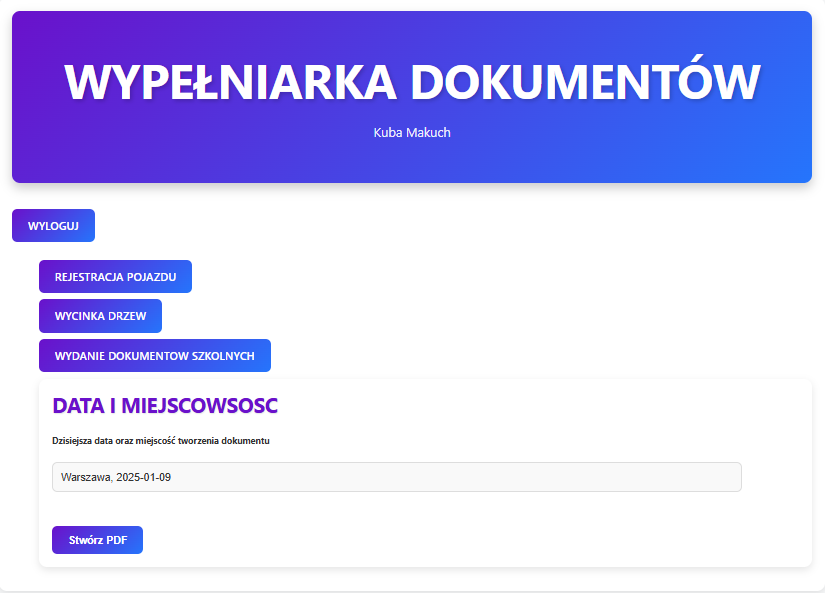 WYPEŁNIARKA DOKUMENTÓW
Kuba Makuch
WYLOGUJ
REJESTRACJA POJAZDU
WYCINKA DRZEW
WYDANIE DOKUMENTOW SZKOLNYCH
DATA I MIEJSCOWSOSC
Dzisiejsza data oraz miejscość tworzenia dokumentu
Warszawa, 2025-01-09
Stwórz PDF